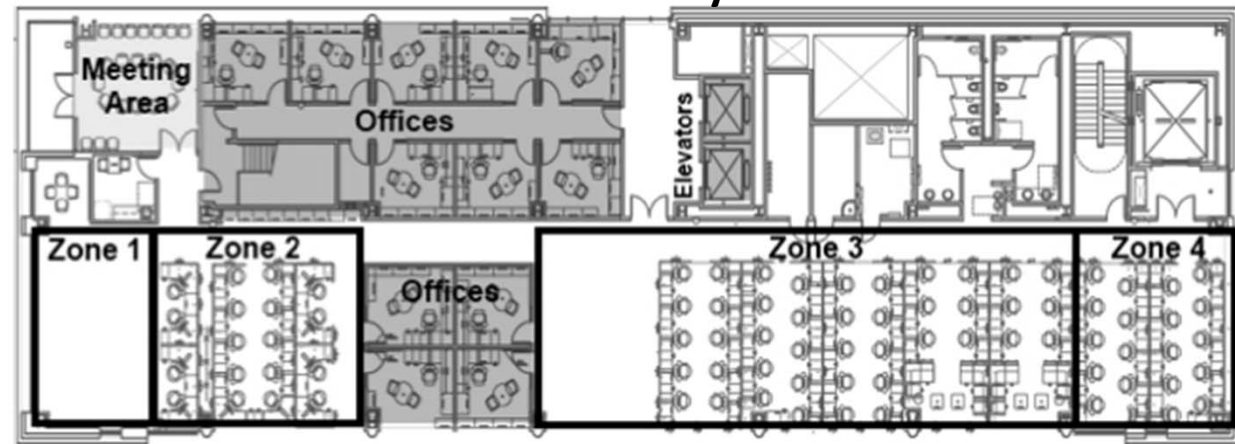 Meeting
Area
Offices
Elevators
Zone 1
Zone 2
Offices
Zone 3
Zone 4